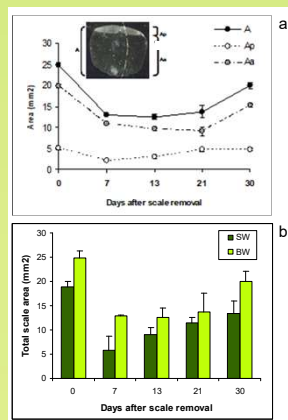 a
A
Ap
Aa
30
25
20
15
10
5
0
Area (mm2)
A
Ap
Aa
0 7 13 21 30
Days after scale removal
b
SW
BW
30
25
20
15
10
5
0
Total scale area (mm2)
0 7 13 21 30
Days after scale removal